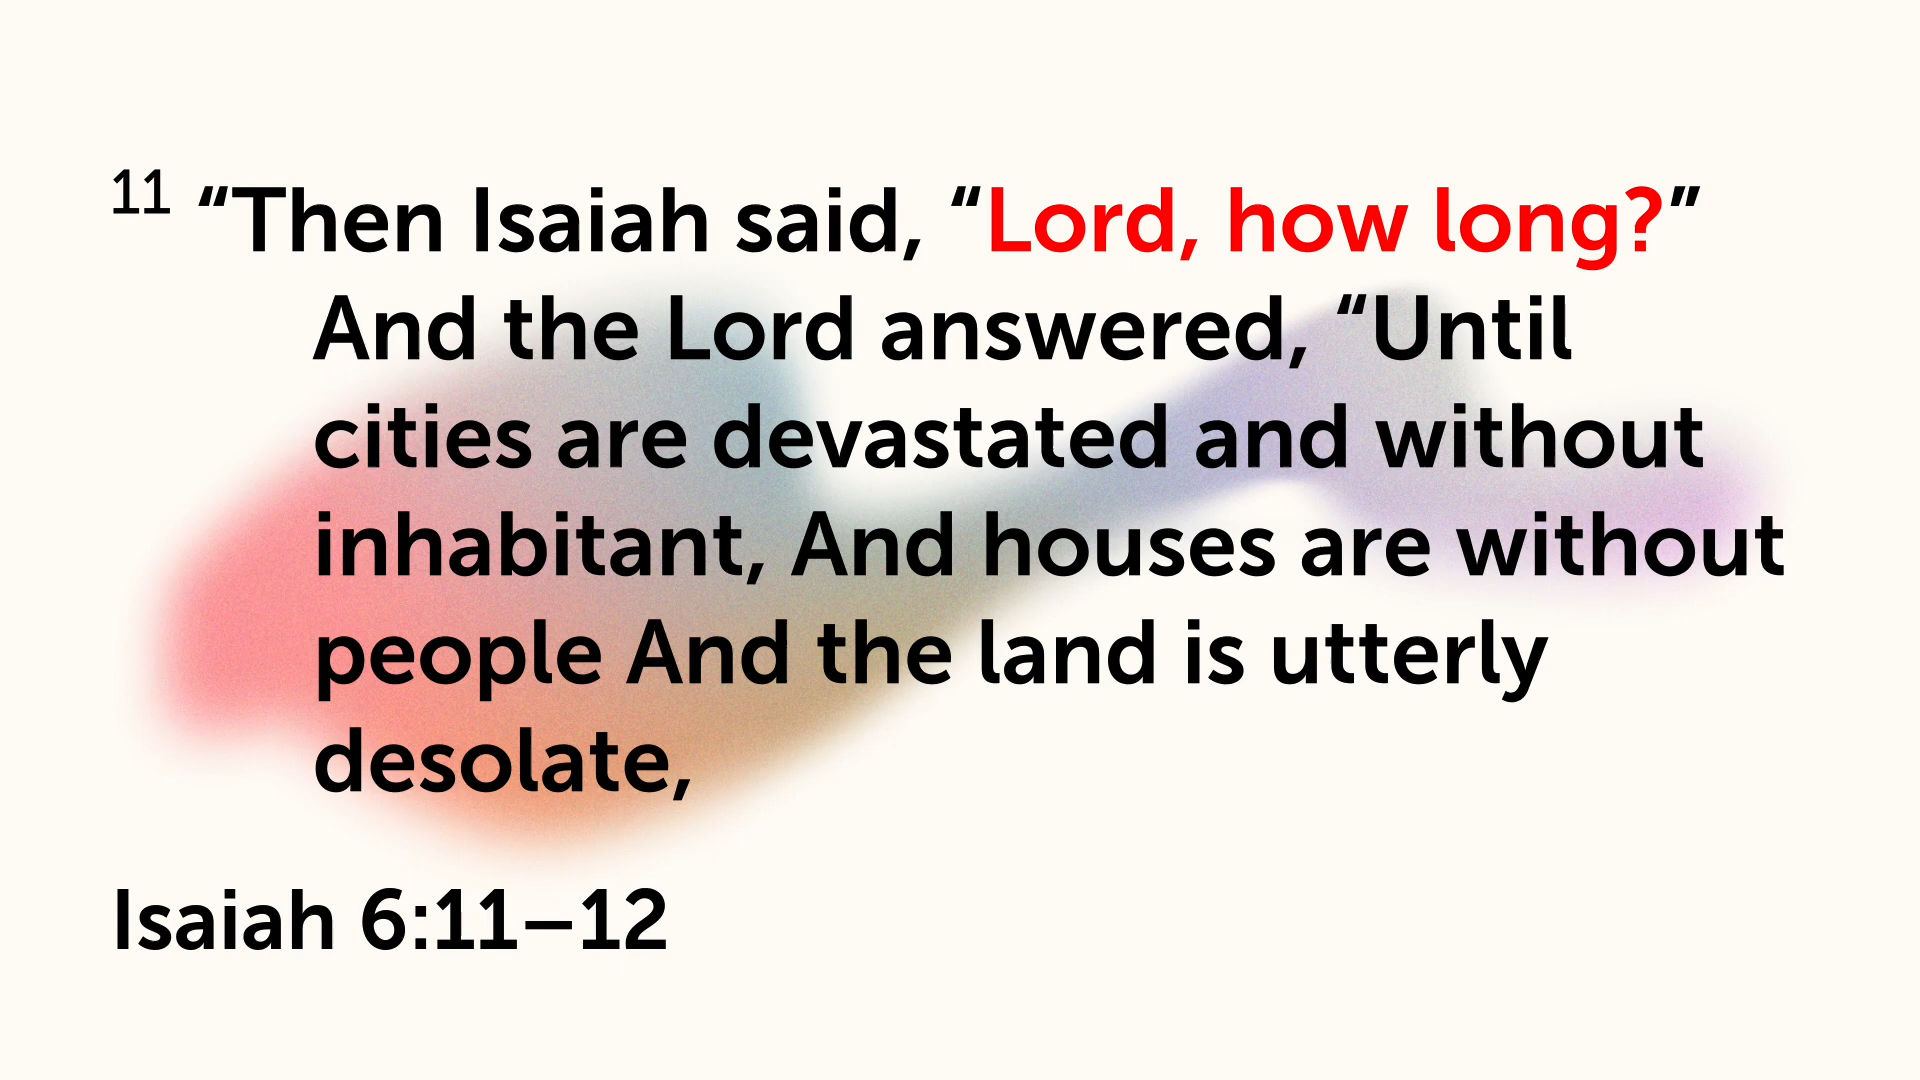 11 “Then Isaiah said, “Lord, how long?”
And the Lord answered, “Until
cities are devastated and without
inhabitant, And houses are without
people And the land is utterly
desolate,
Isaiah 6:11–12